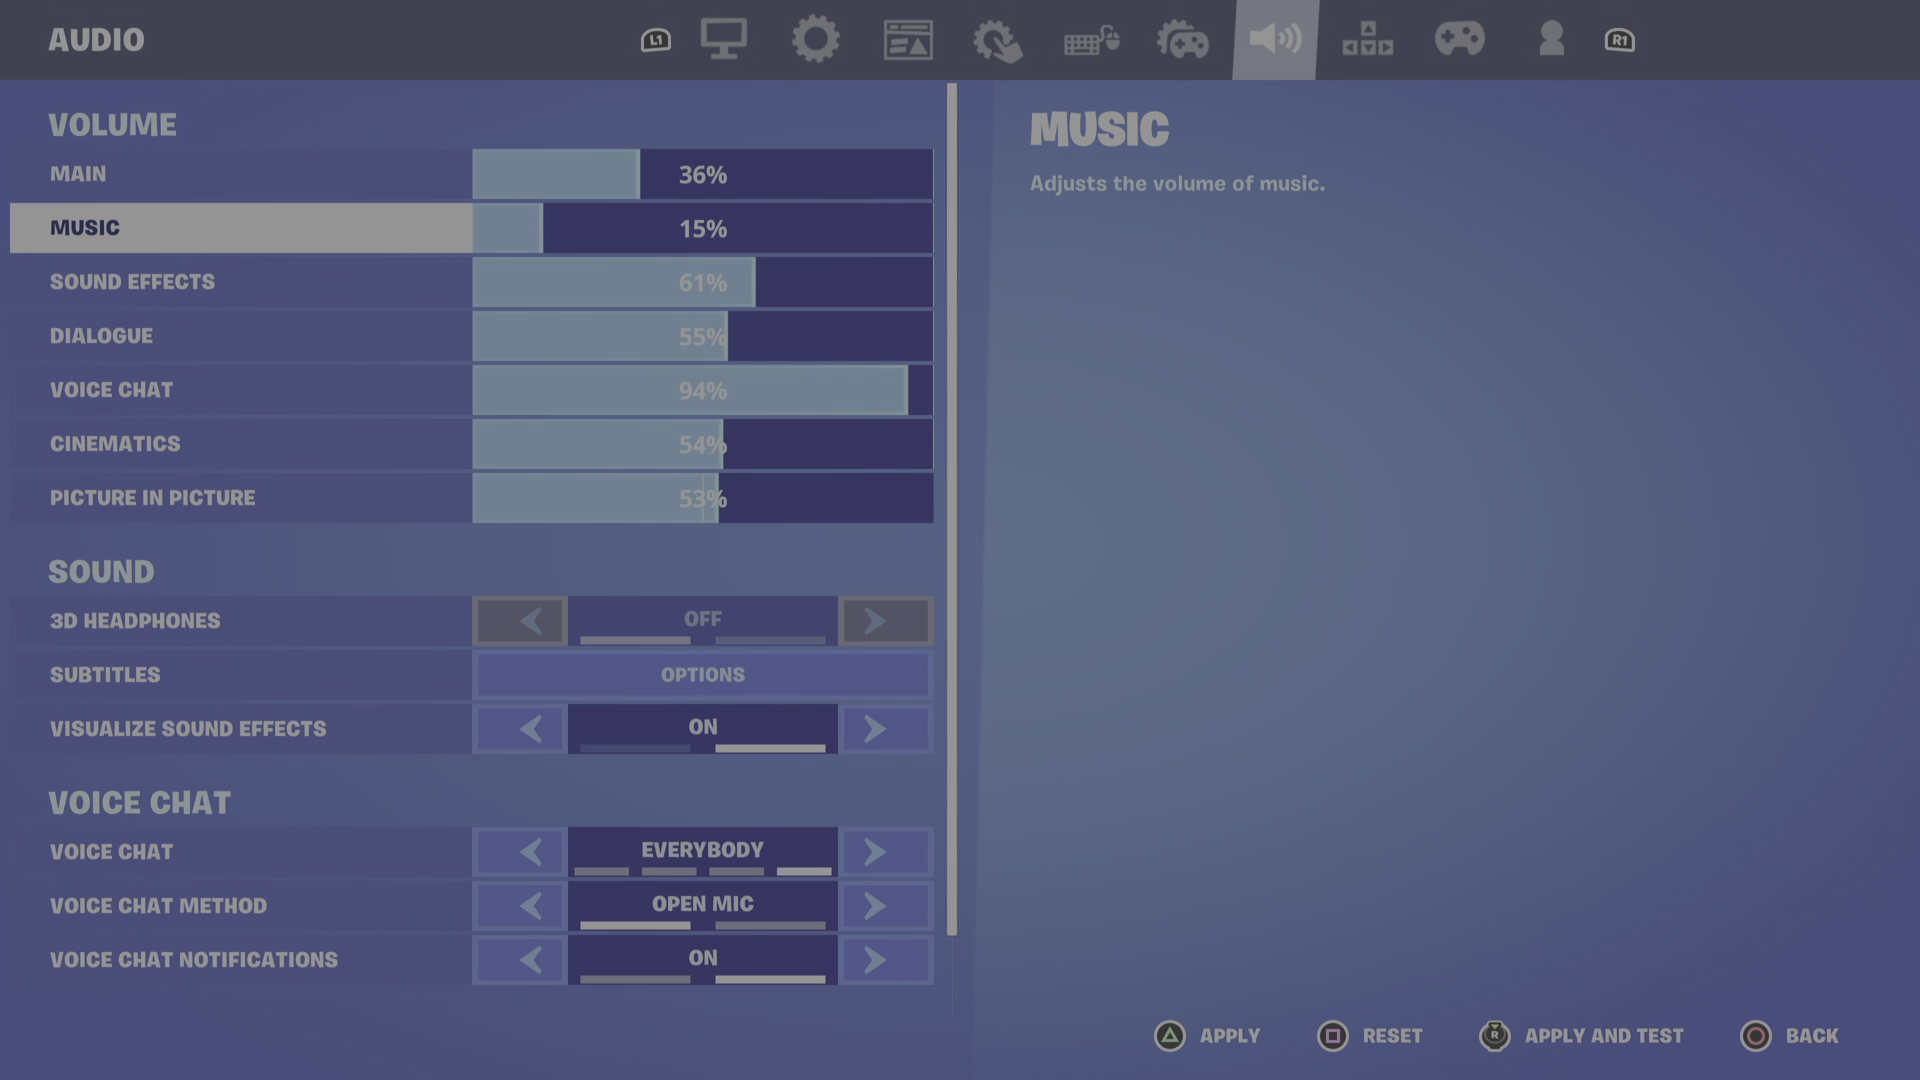 AUDIO
L1
R1
VOLUME
MAIN 36%
MUSIC 15%
SOUND EFFECTS 61%
DIALOGUE 55%
VOICE CHAT 94%
CINEMATICS 54%
PICTURE IN PICTURE 53%
SOUND
3D HEADPHONES OFF
SUBTITLES OPTIONS
VISUALIZE SOUND EFFECTS ON
VOICE CHAT
VOICE CHAT EVERYBODY
VOICE CHAT METHOD OPEN MIC
VOICE CHAT NOTIFICATIONS ON
MUSIC
Adjusts the volume of music.
APPLY
RESET
R APPLY AND TEST
BACK